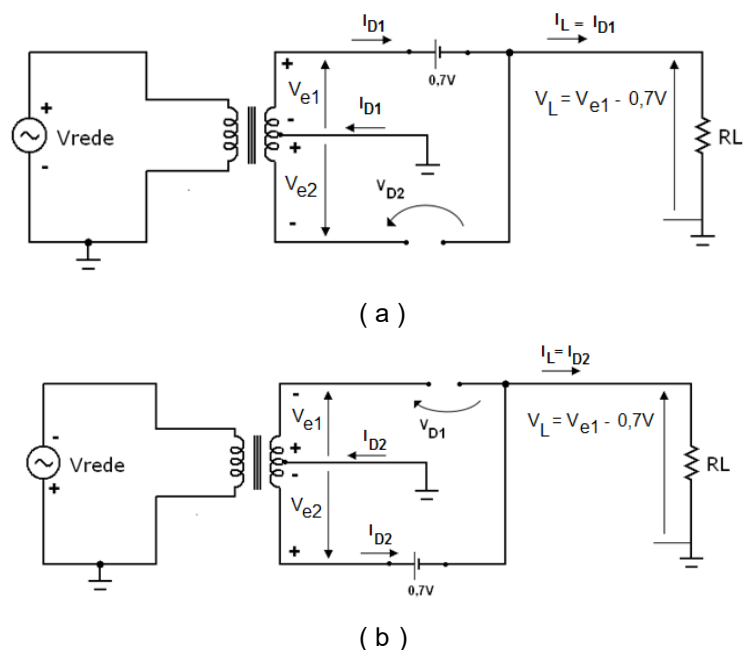 I_D1
I_L = I_D1
+
0,7V
V_e1
I_D1
V_L = V_e1 - 0,7V
-
+
RL
+
Vrede
-
V_e2
V_D2
-
( a )
I_L = I_D2
-
V_e1
V_D1
V_L = V_e1 - 0,7V
-
+
I_D2
Vrede
RL
+
-
V_e2
I_D2
+
0,7V
( b )